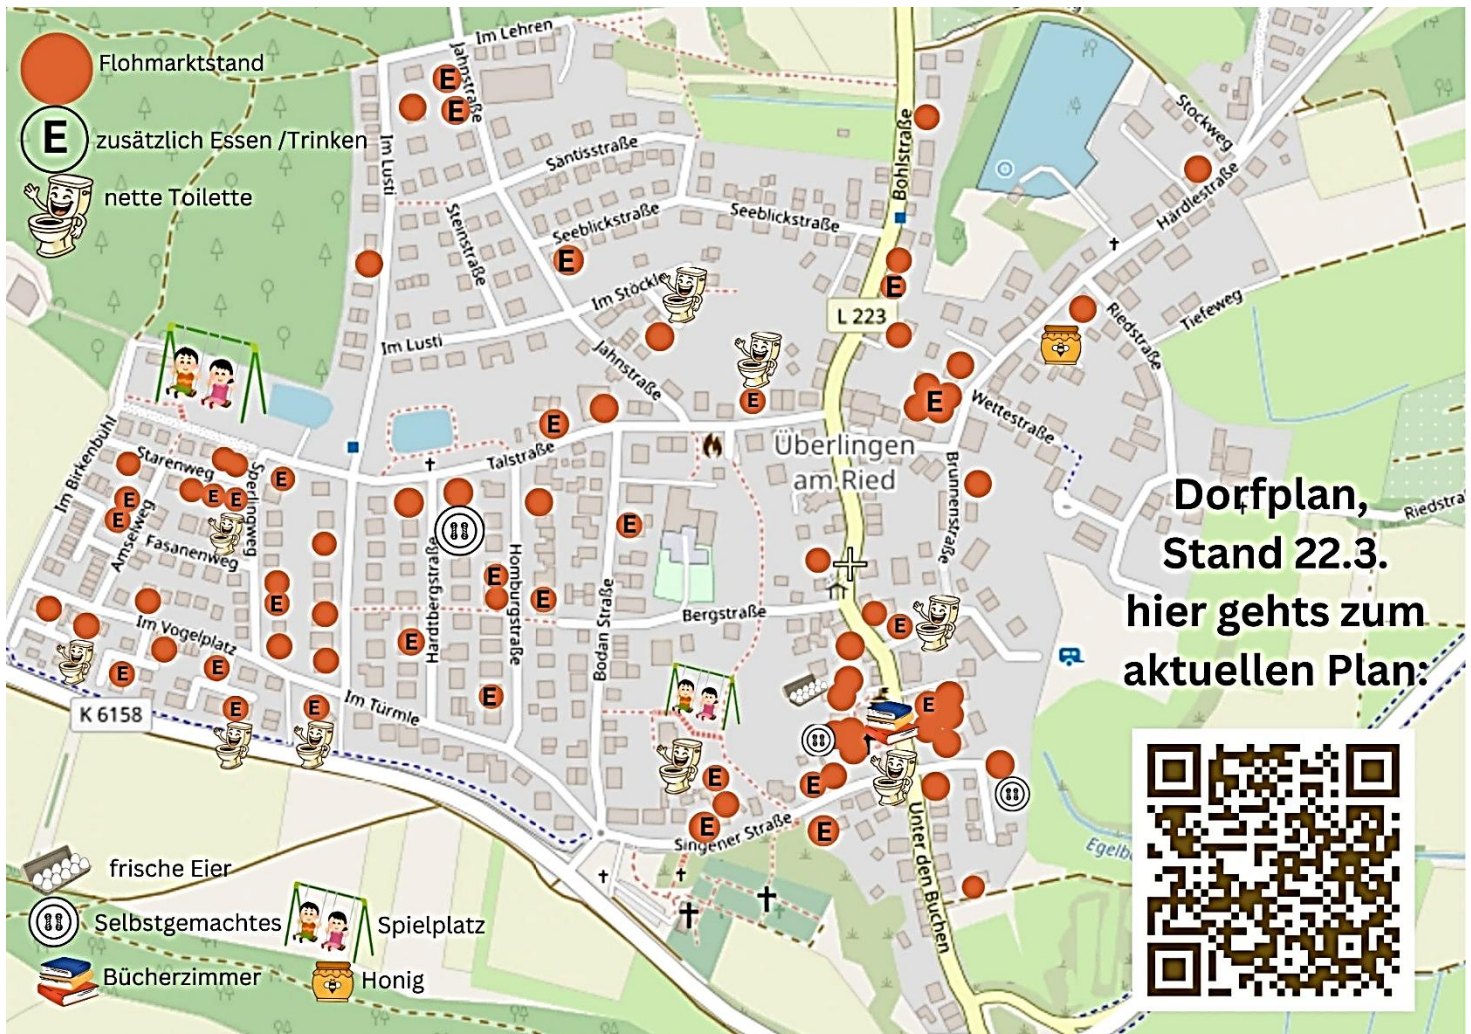 Flohmarktstand
E
zusätzlich Essen /Trinken
nette Toilette
Im Lehren
Jahnstraße
E
E
Im Lusti
Säntisstraße
Steinstraße
Seeblickstraße
Seeblickstraße
E
Im Stöckle
Im Lusti
Jahnstraße
Bohlstraße
L 223
E
Stockweg
Härdlestraße
Tiefeweg
Riedstraße
Wettestraße
E
E
E
Talstraße
Überlingen
am Ried
Im Birkenbühl
Starenweg
Sperlingweg
E
E
E
E
E
Amselweg
Fasanenweg
Brunnenstraße
Riedstraß
Dorfplan,
Stand 22.3.
hier gehts zum
aktuellen Plan:
E
E
E
E
E
Hardtbergstraße
Homburgstraße
Bodan Straße
Bergstraße
E
Im Vogelplatz
E
E
E
E
E
K 6158
Im Türmle
E
E
E
E
E
Singener Straße
E
Unter den Buchen
Egelb
frische Eier
Selbstgemachtes
Spielplatz
Bücherzimmer
Honig